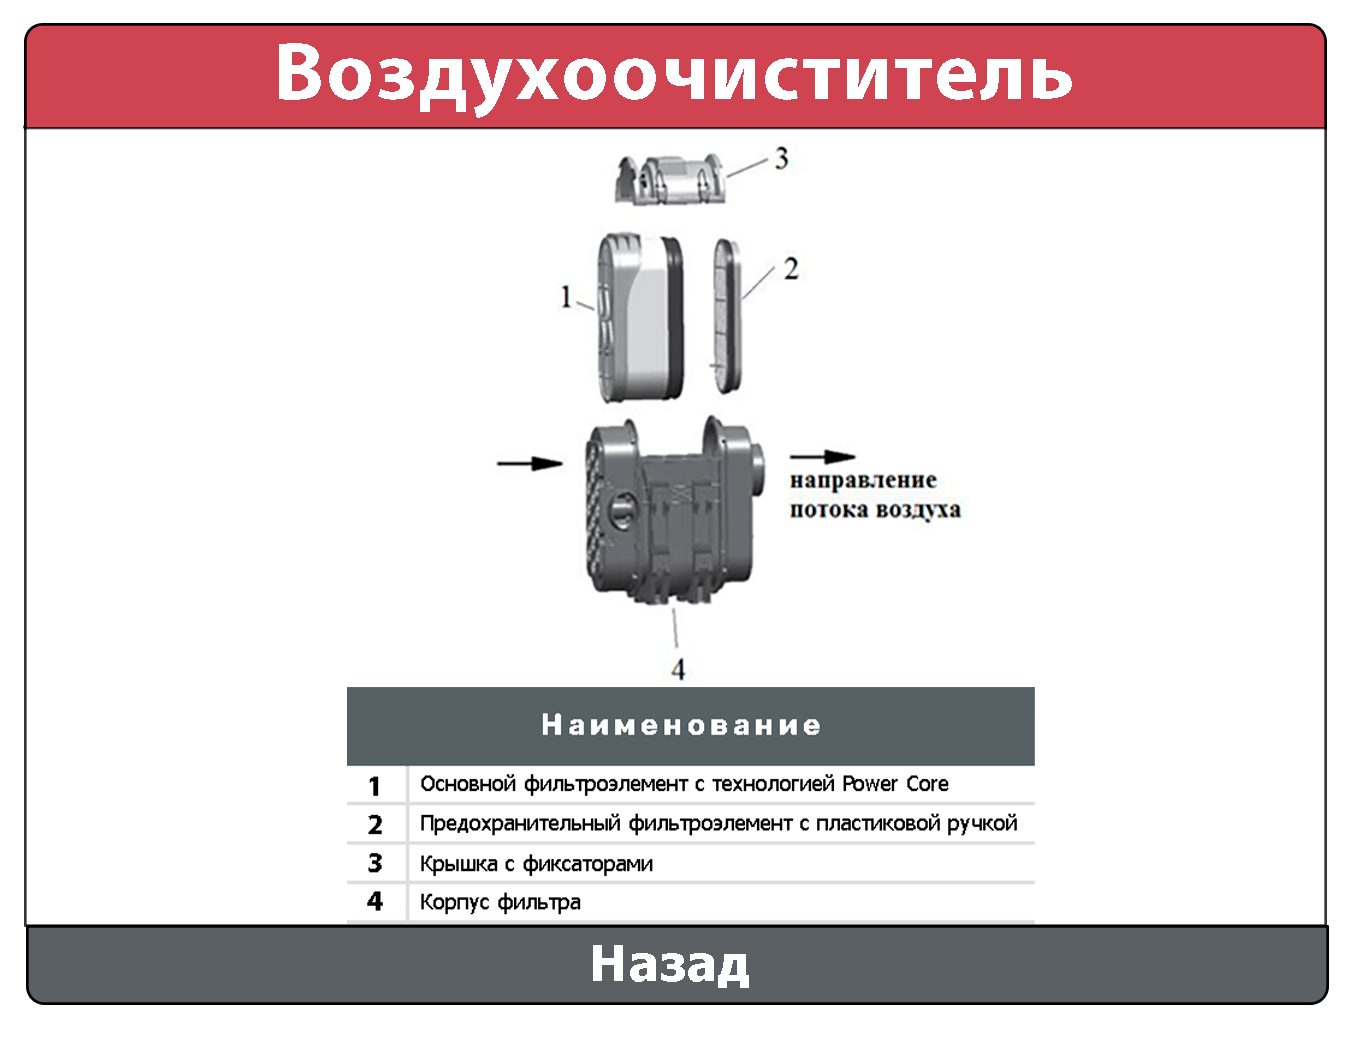 Воздухоочиститель
3
2
1
направление
потока воздуха
4
Наименование
1 Основной фильтроэлемент с технологией Power Core
2 Предохранительный фильтроэлемент с пластиковой ручкой
3 Крышка с фиксаторами
4 Корпус фильтра
Назад